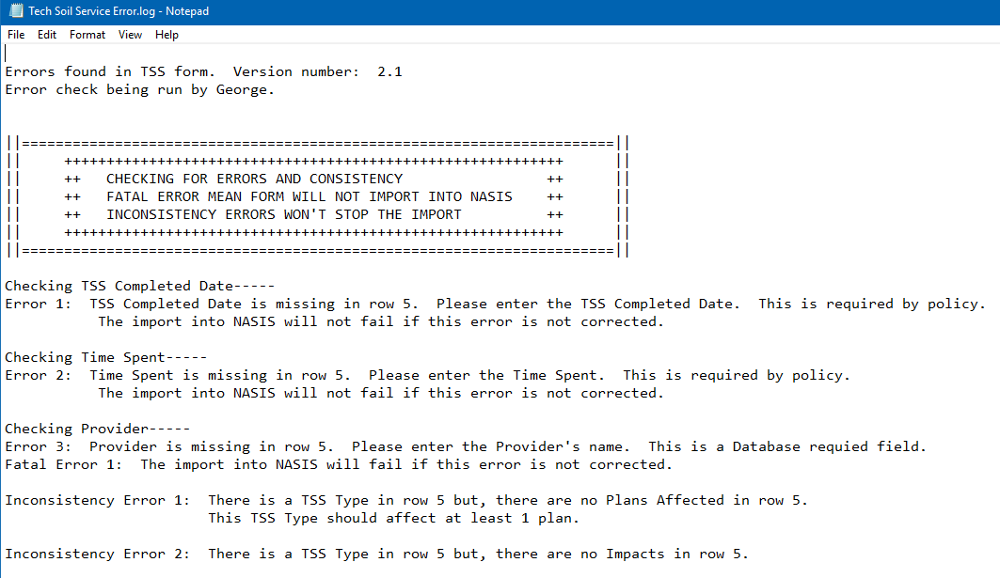 Tech Soil Service Error.log - Notepad
File Edit Format View Help
Errors found in TSS form.  Version number:  2.1
Error check being run by George.
||======================================================================||
||     +++++++++++++++++++++++++++++++++++++++++++++++++++++++++++      ||
||     ++   CHECKING FOR ERRORS AND CONSISTENCY                 ++      ||
||     ++   FATAL ERROR MEAN FORM WILL NOT IMPORT INTO NASIS    ++      ||
||     ++   INCONSISTENCY ERRORS WON'T STOP THE IMPORT          ++      ||
||     +++++++++++++++++++++++++++++++++++++++++++++++++++++++++++      ||
||======================================================================||
Checking TSS Completed Date-----
Error 1:  TSS Completed Date is missing in row 5.  Please enter the TSS Completed Date.  This is required by policy.
The import into NASIS will not fail if this error is not corrected.
Checking Time Spent-----
Error 2:  Time Spent is missing in row 5.  Please enter the Time Spent.  This is required by policy.
The import into NASIS will not fail if this error is not corrected.
Checking Provider-----
Error 3:  Provider is missing in row 5.  Please enter the Provider's name.  This is a Database requied field.
Fatal Error 1:  The import into NASIS will fail if this error is not corrected.
Inconsistency Error 1:  There is a TSS Type in row 5 but, there are no Plans Affected in row 5.
This TSS Type should affect at least 1 plan.
Inconsistency Error 2:  There is a TSS Type in row 5 but, there are no Impacts in row 5.